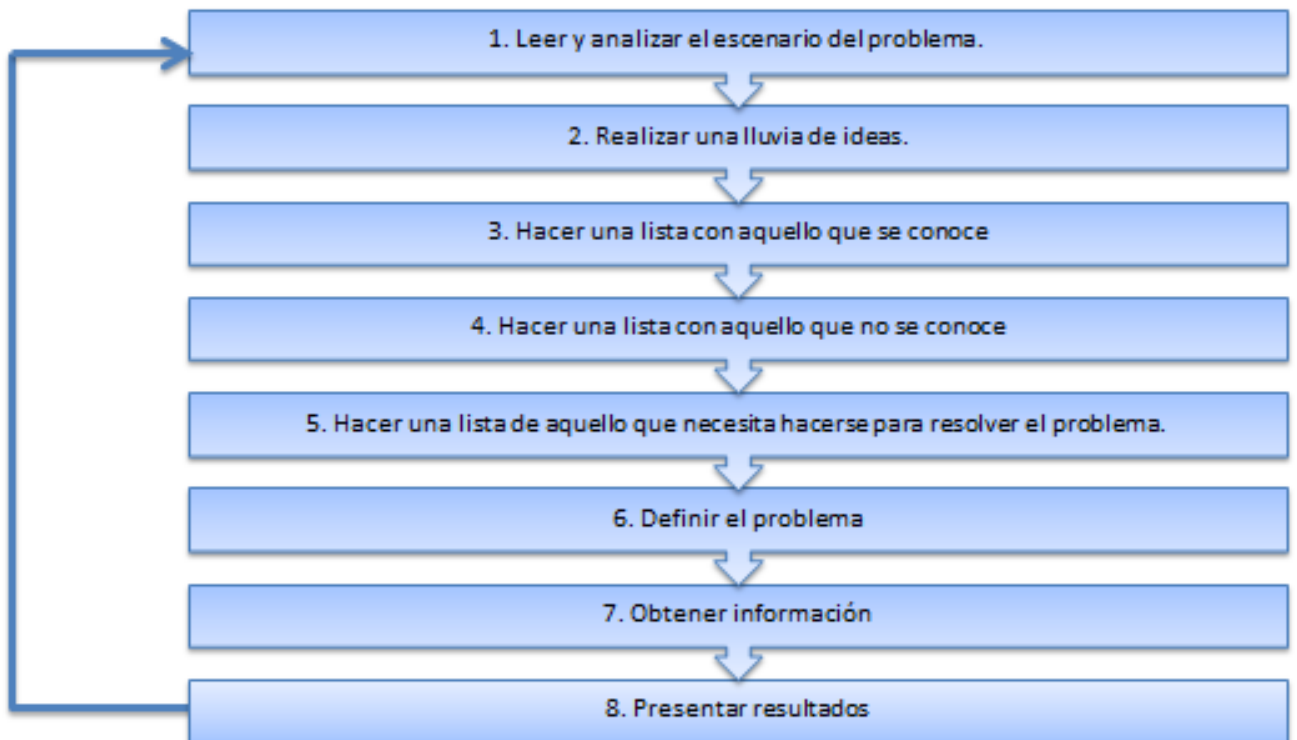 1. Leer y analizar el escenario del problema.
2. Realizar una lluvia de ideas.
3. Hacer una lista con aquello que se conoce
4. Hacer una lista con aquello que no se conoce
5. Hacer una lista de aquello que necesita hacerse para resolver el problema.
6. Definir el problema
7. Obtener información
8. Presentar resultados